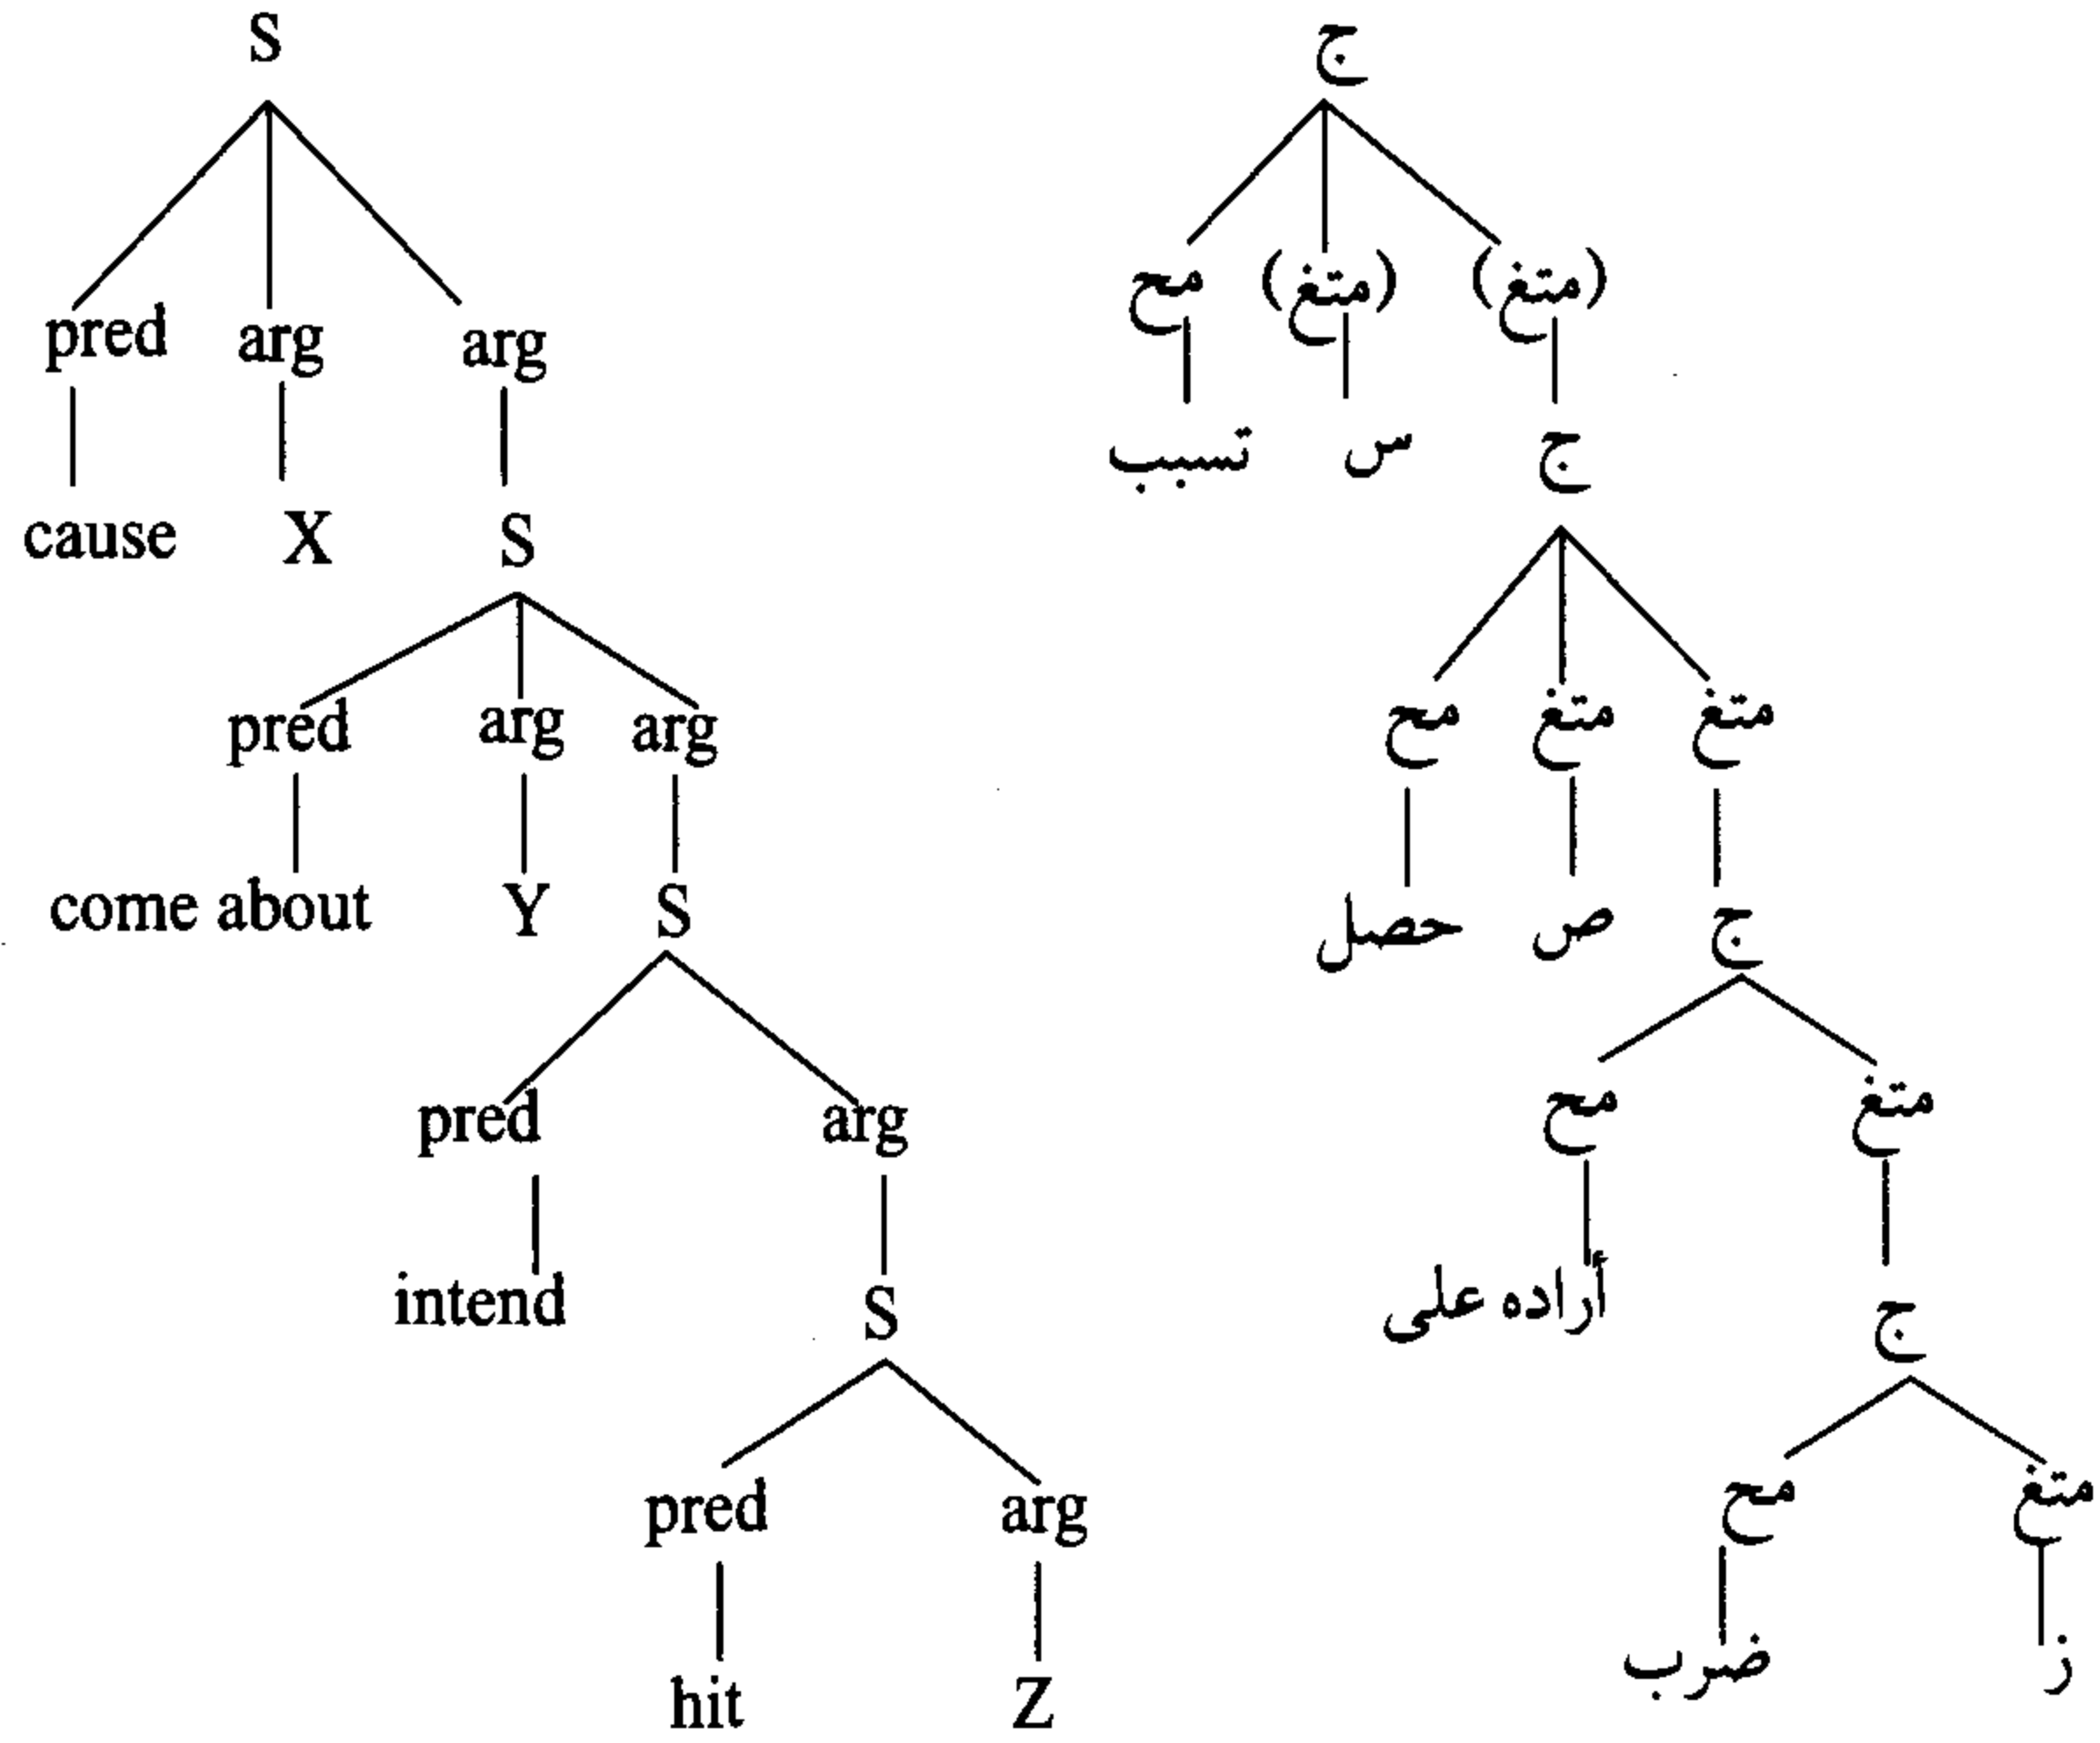 S
pred arg arg
cause X S
pred arg arg
come about Y S
pred arg
intend S
pred arg
hit Z
ج
مح (متغ) (متغ)
تسبب س ج
مح متغ متغ
حصل ص ج
مح متغ
أراده على ج
مح متغ
ضرب ز